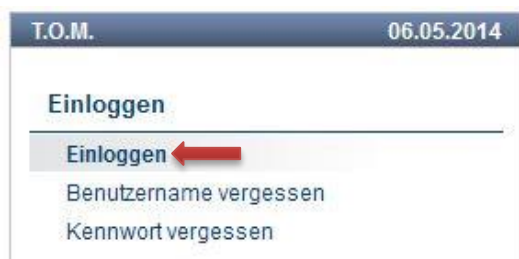 T.O.M. 06.05.2014
Einloggen
Einloggen
Benutzername vergessen
Kennwort vergessen